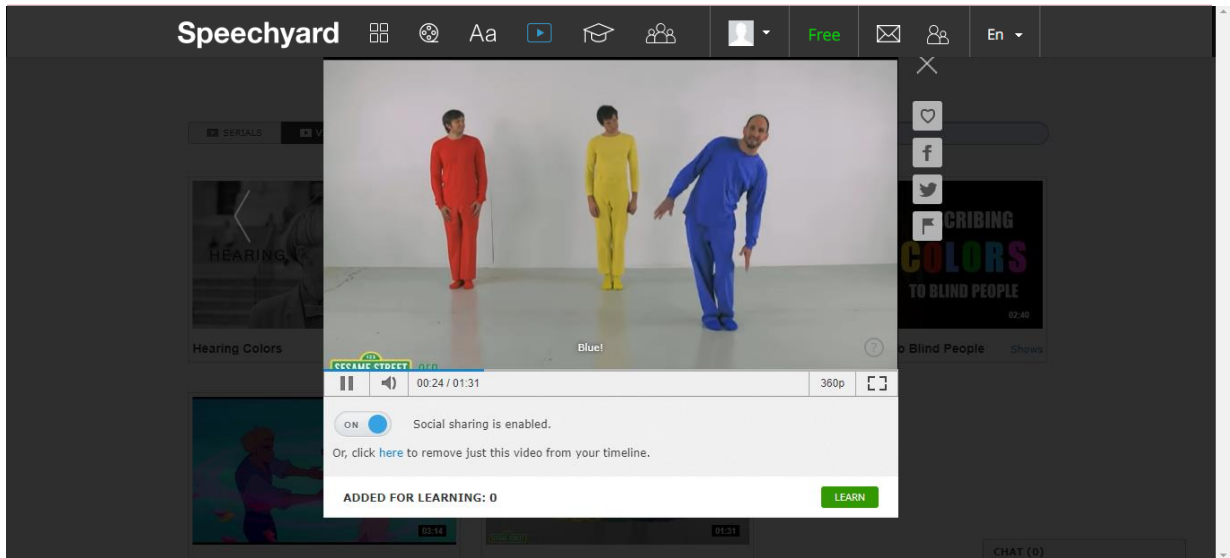 Speechyard Aa Free En
SERIALS
HEARING
CRIBING
COLORS
TO BLIND PEOPLE
02:40
Blue!
Hearing Colors
o Blind People Shows
123
SESAME STREET
00:24 / 01:31
360p
ON Social sharing is enabled.
Or, click here to remove just this video from your timeline.
ADDED FOR LEARNING: 0
LEARN
03:14
01:31
CHAT (0)